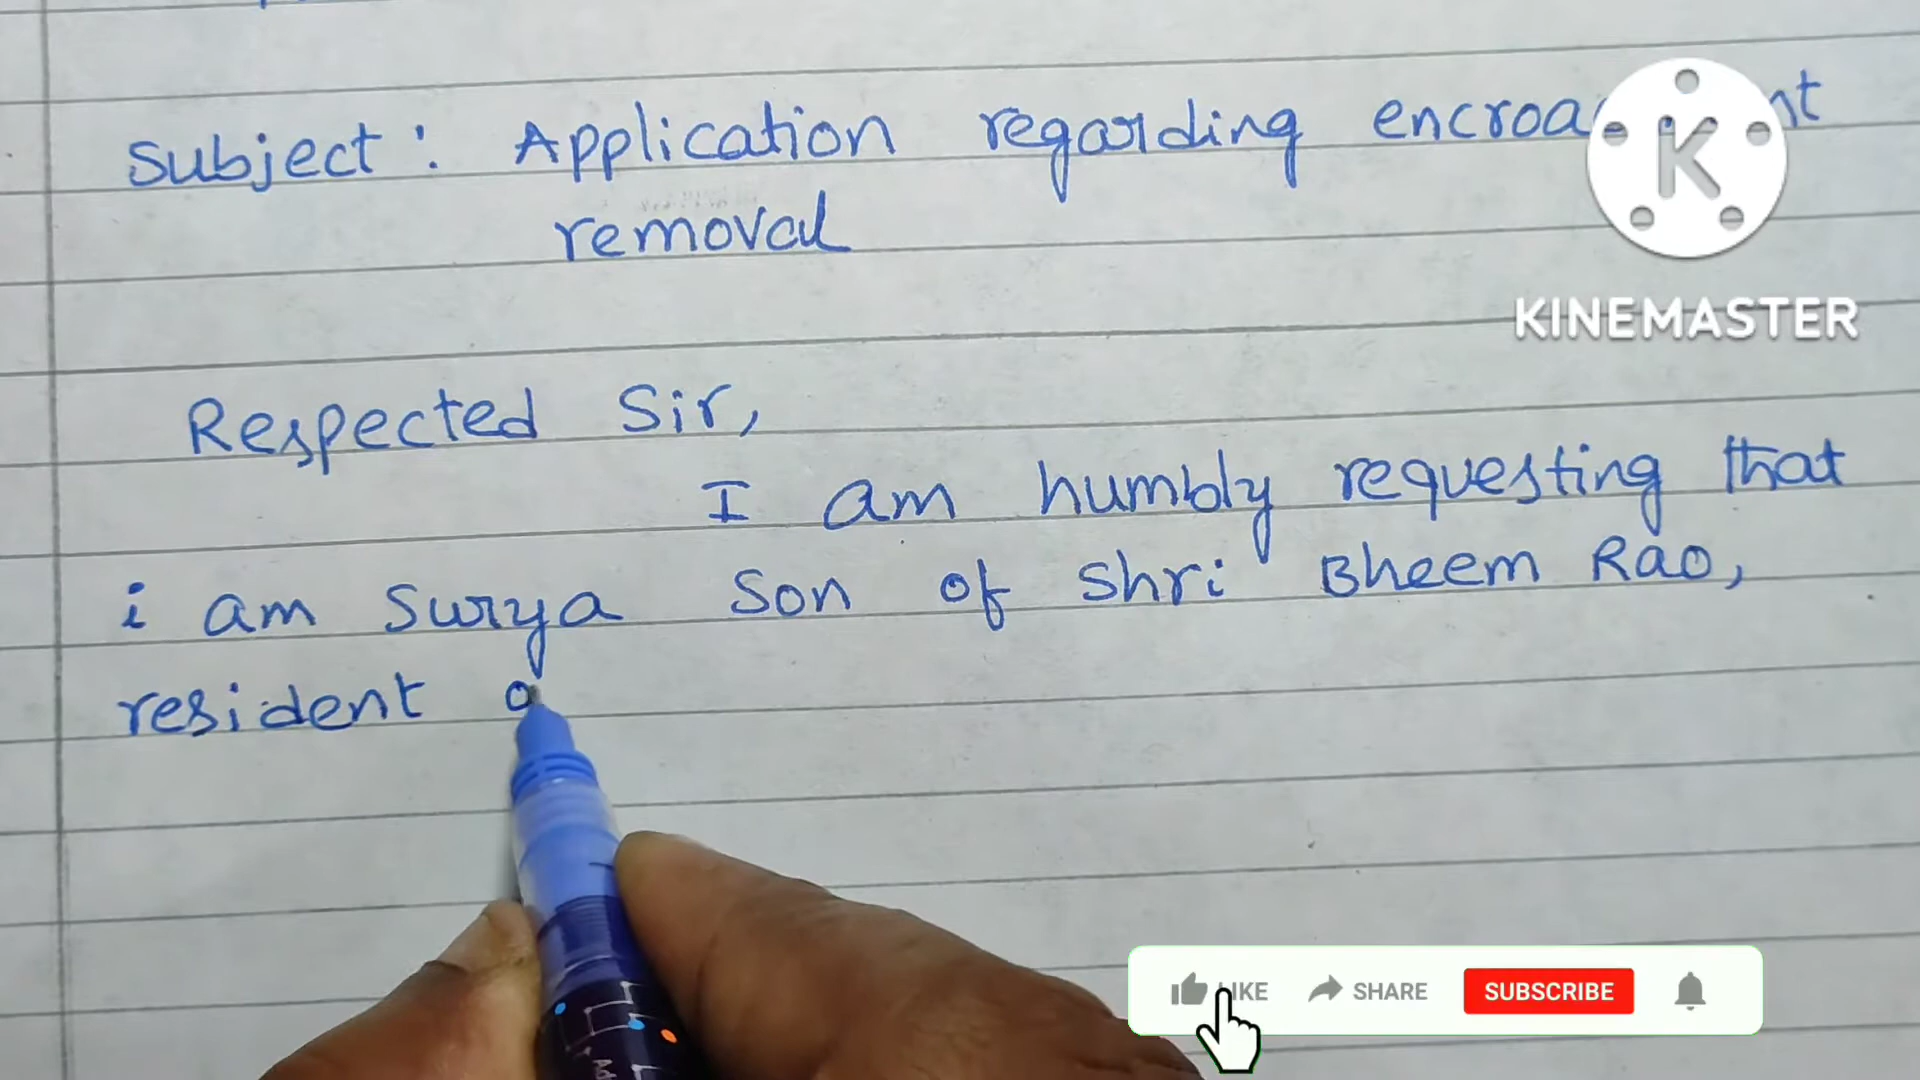 Subject : Application regarding
removal
KINEMASTER
Respected Sir,
I am humbly requesting that
i am Surya Son of Shri Bheem Rao,
resident
LIKE SHARE SUBSCRIBE